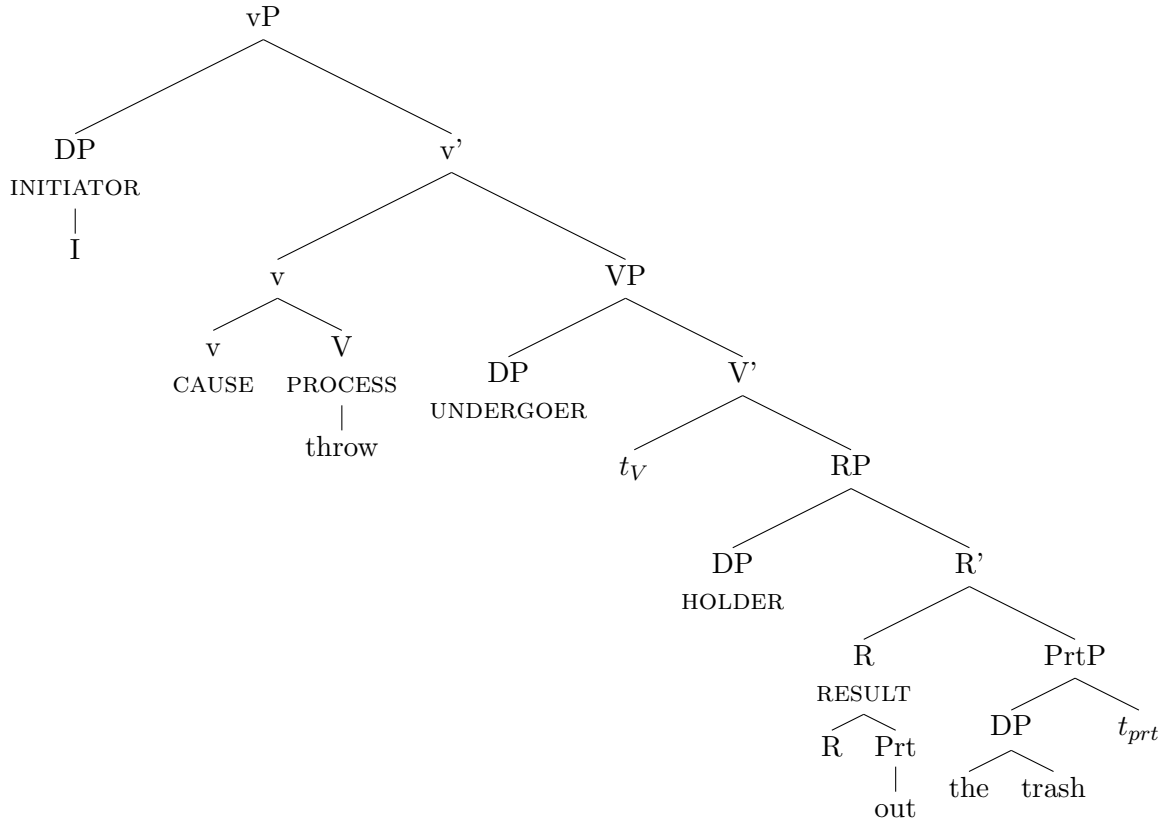 vP
DP
INITIATOR
I
v'
v
v
CAUSE
V
PROCESS
throw
VP
DP
UNDERGOER
V'
t_V
RP
DP
HOLDER
R'
R
RESULT
R
Prt
out
PrtP
DP
the
trash
t_prt